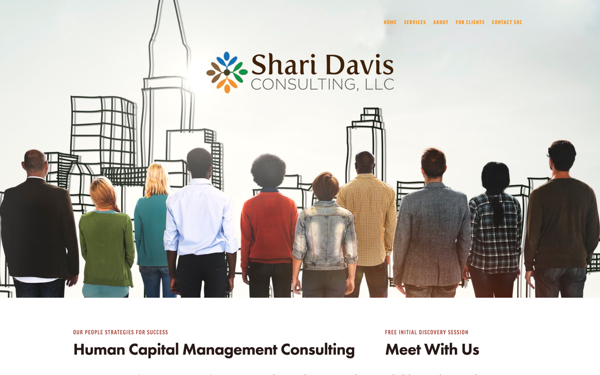 HOME SERVICES ABOUT FOR CLIENTS CONTACT SDC
Shari Davis
CONSULTING, LLC
OUR PEOPLE STRATEGIES FOR SUCCESS
Human Capital Management Consulting
FREE INITIAL DISCOVERY SESSION
Meet With Us